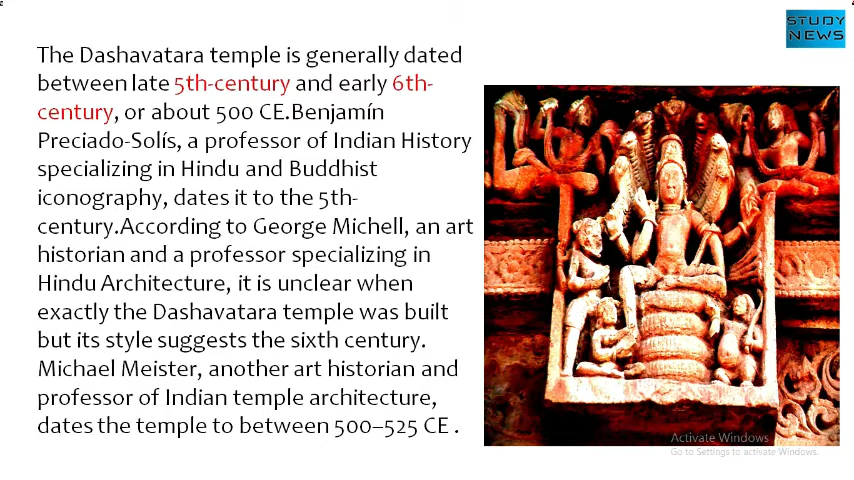 STUDY
NEWS
The Dashavatara temple is generally dated
between late 5th-century and early 6th-
century, or about 500 CE.Benjamín
Preciado-Solís, a professor of Indian History
specializing in Hindu and Buddhist
iconography, dates it to the 5th-
century.According to George Michell, an art
historian and a professor specializing in
Hindu Architecture, it is unclear when
exactly the Dashavatara temple was built
but its style suggests the sixth century.
Michael Meister, another art historian and
professor of Indian temple architecture,
dates the temple to between 500–525 CE .
Activate Windows
Go to Settings to activate Windows.